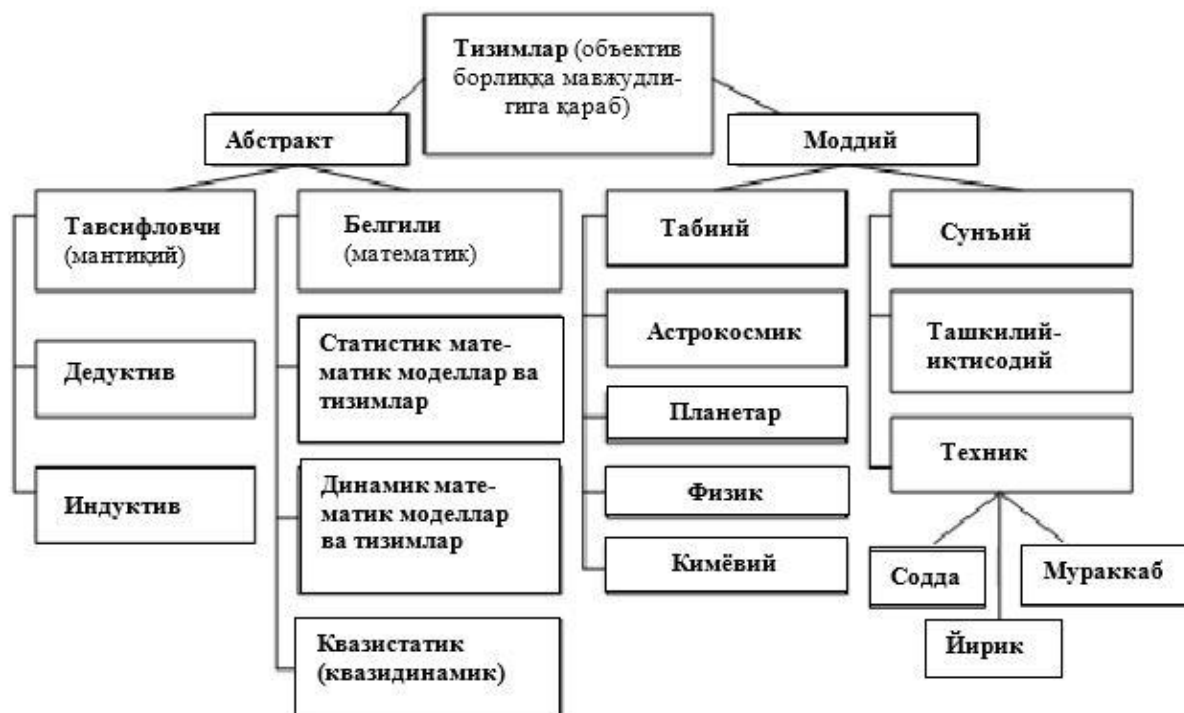 Тизимлар (объектив
борлиққа мавжудли-
гига қараб)
Абстракт
Моддий
Тавсифловчи
(мантиқий)
Дедуктив
Индуктив
Белгили
(математик)
Статистик мате-
матик моделлар ва
тизимлар
Динамик мате-
матик моделлар
ва тизимлар
Квазистатик
(квазидинамик)
Табиий
Астрокосмик
Планетар
Физик
Кимёвий
Сунъий
Ташкилий-
иқтисодий
Техник
Содда
Мураккаб
Йирик